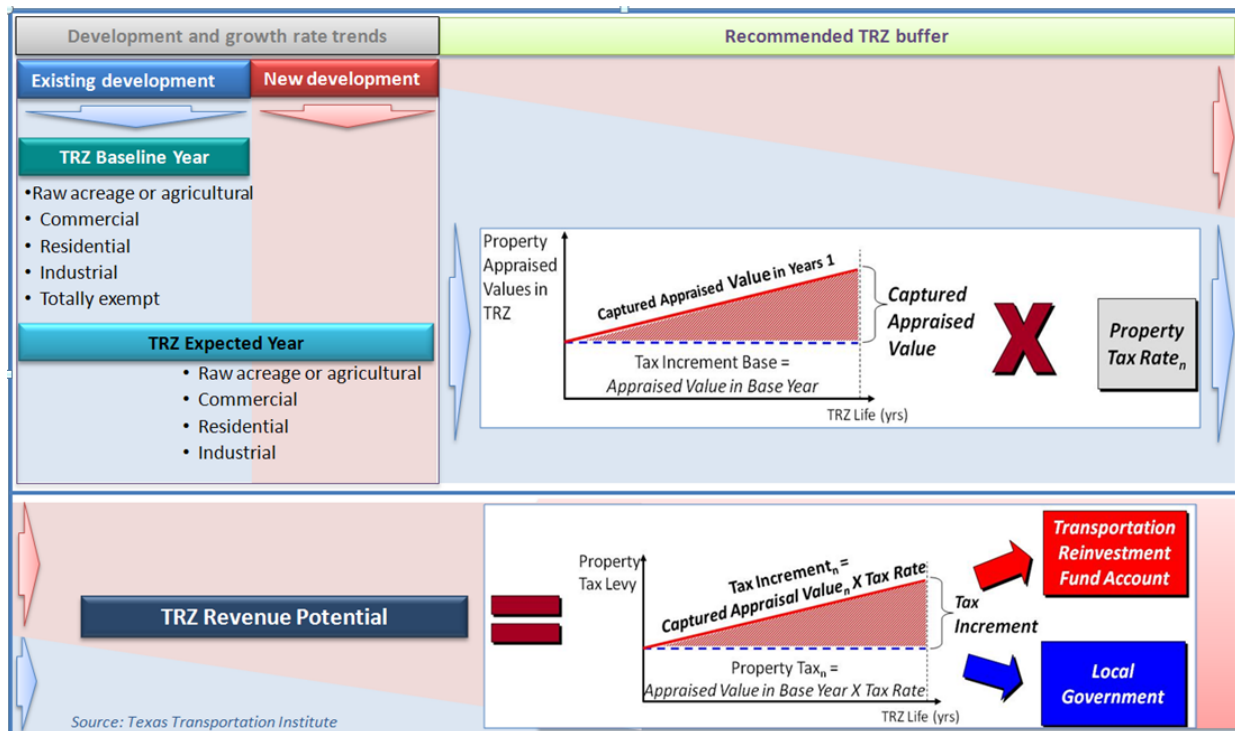 Development and growth rate trends
Recommended TRZ buffer
Existing development
New development
TRZ Baseline Year
•Raw acreage or agricultural
• Commercial
• Residential
• Industrial
• Totally exempt
TRZ Expected Year
• Raw acreage or agricultural
• Commercial
• Residential
• Industrial
Property
Appraised
Values in
TRZ
Captured Appraised Value in Years 1
Tax Increment Base =
Appraised Value in Base Year
TRZ Life (yrs)
Captured
Appraised
Value
X
Property
Tax Rate n
TRZ Revenue Potential
=
Property
Tax Levy
Tax Increment n =
Captured Appraisal Value n X Tax Rate
Property Tax n =
Appraised Value in Base Year X Tax Rate
TRZ Life (yrs)
Tax
Increment
Transportation
Reinvestment
Fund Account
Local
Government
Source: Texas Transportation Institute